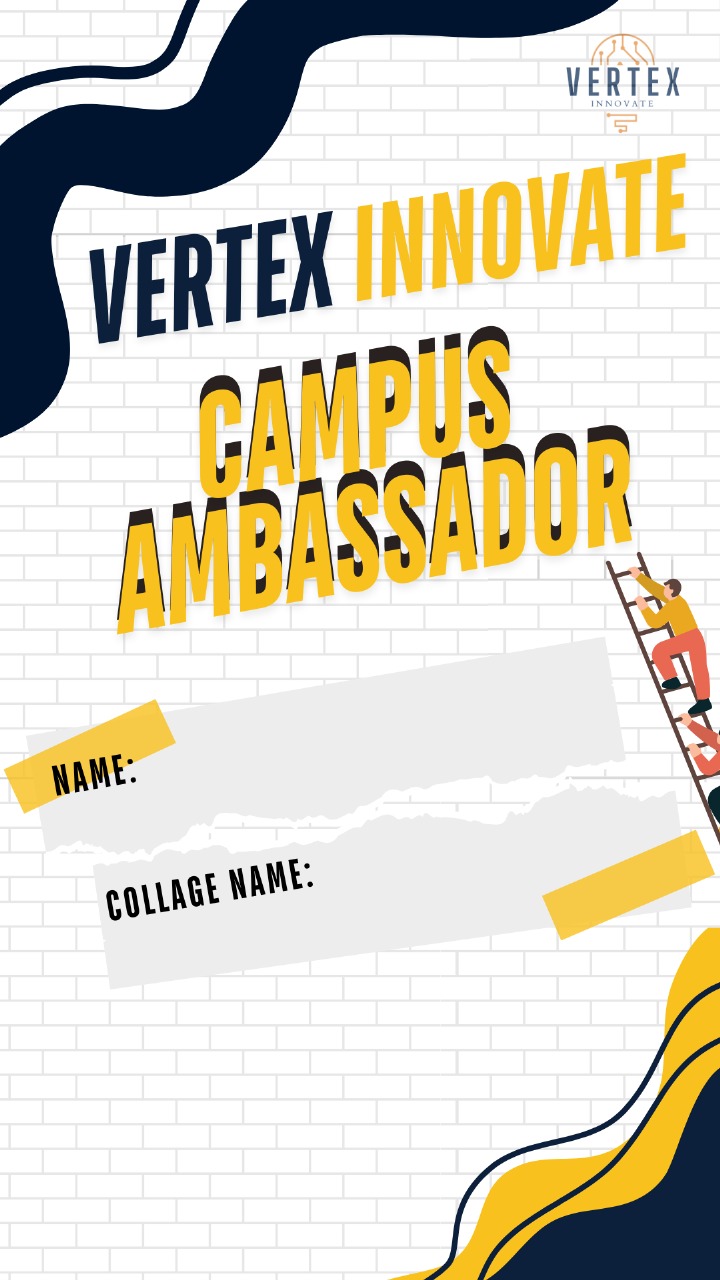 VERTEX
INNOVATE
VERTEX INNOVATE
CAMPUS
AMBASSADOR
NAME:
COLLAGE NAME: